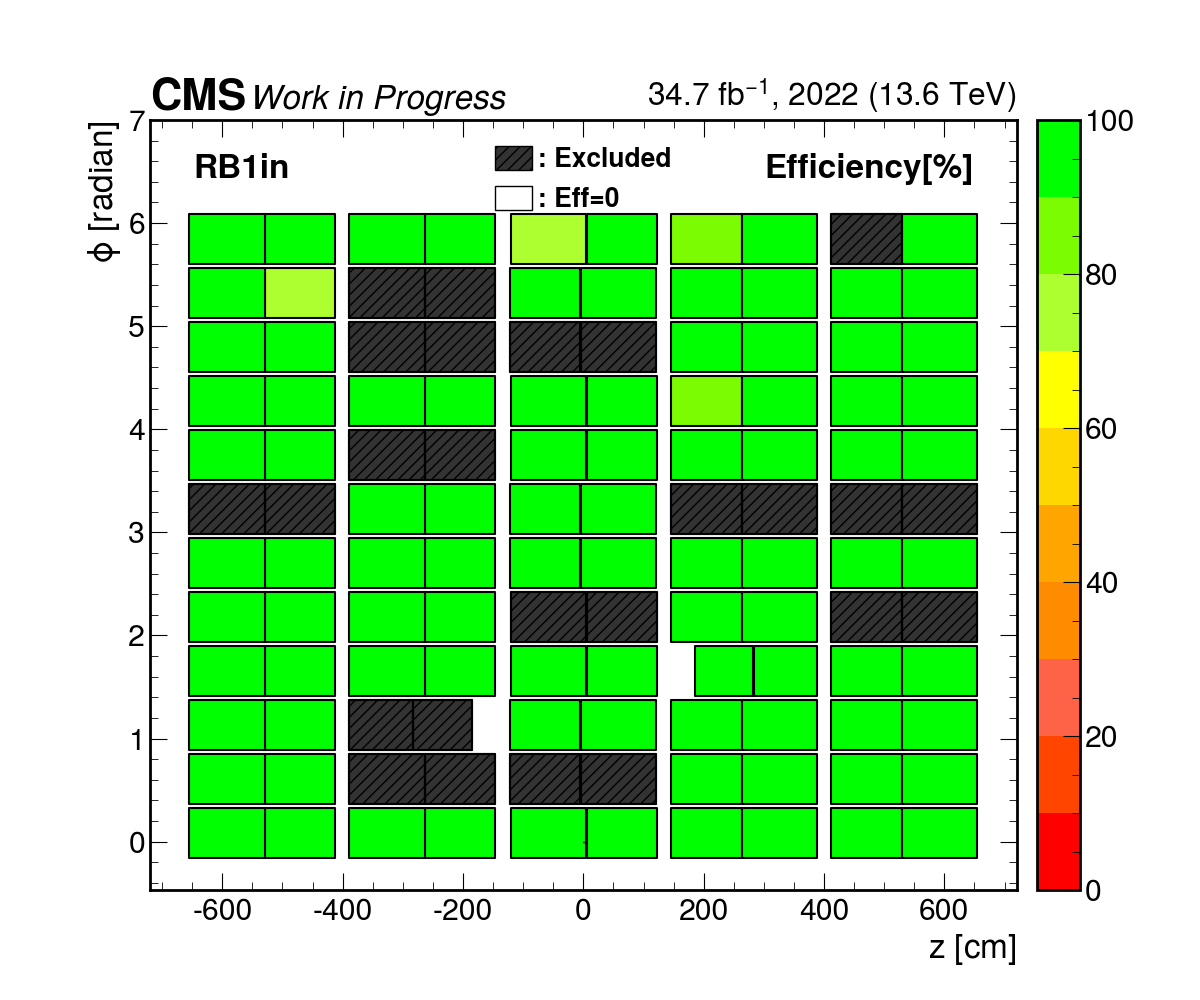 CMS Work in Progress 34.7 fb⁻¹, 2022 (13.6 TeV)
RB1in
: Excluded
: Eff=0
Efficiency[%]
ϕ [radian]
7
6
5
4
3
2
1
0
-600 -400 -200 0 200 400 600
z [cm]
100
80
60
40
20
0